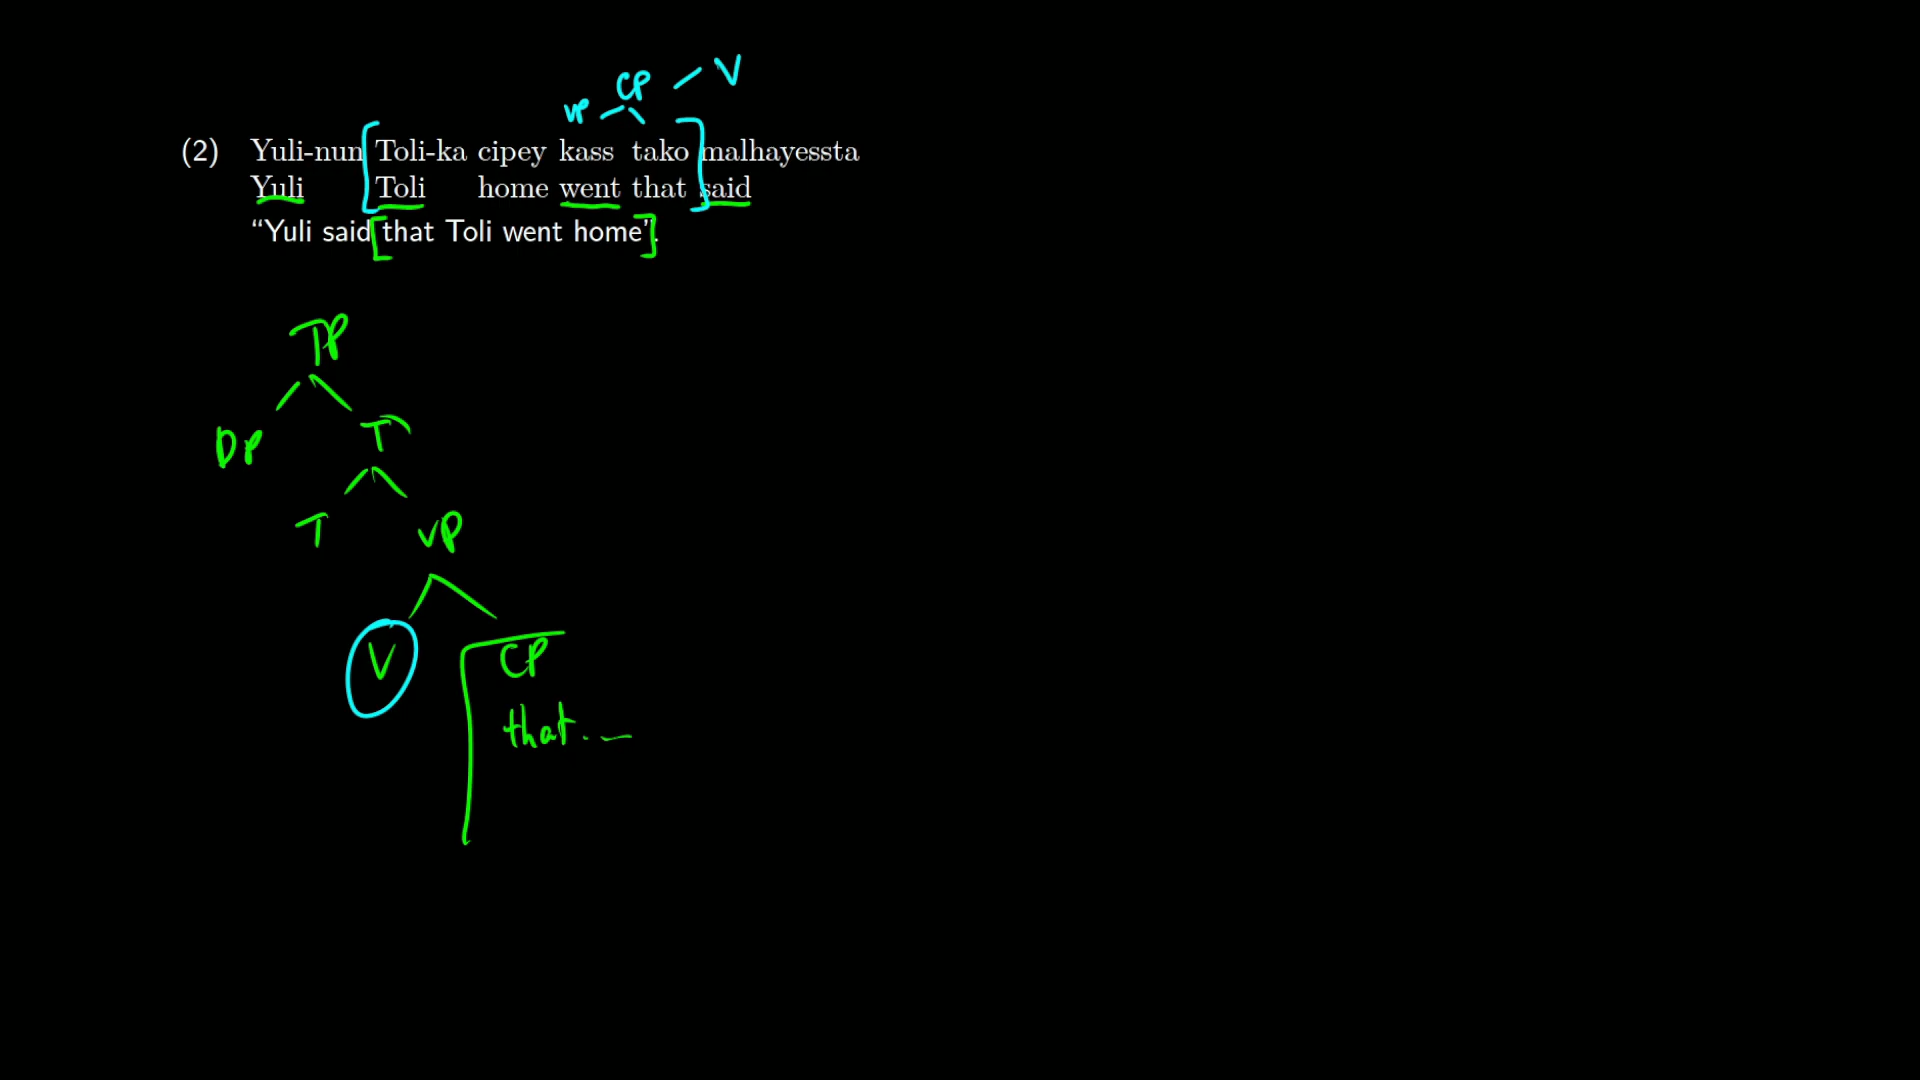 CP V
VP
(2) Yuli-nun Toli-ka cipey kass tako malhayessta
Yuli Toli home went that said
“Yuli said that Toli went home”.
TP
DP T
T VP
V CP
that . —